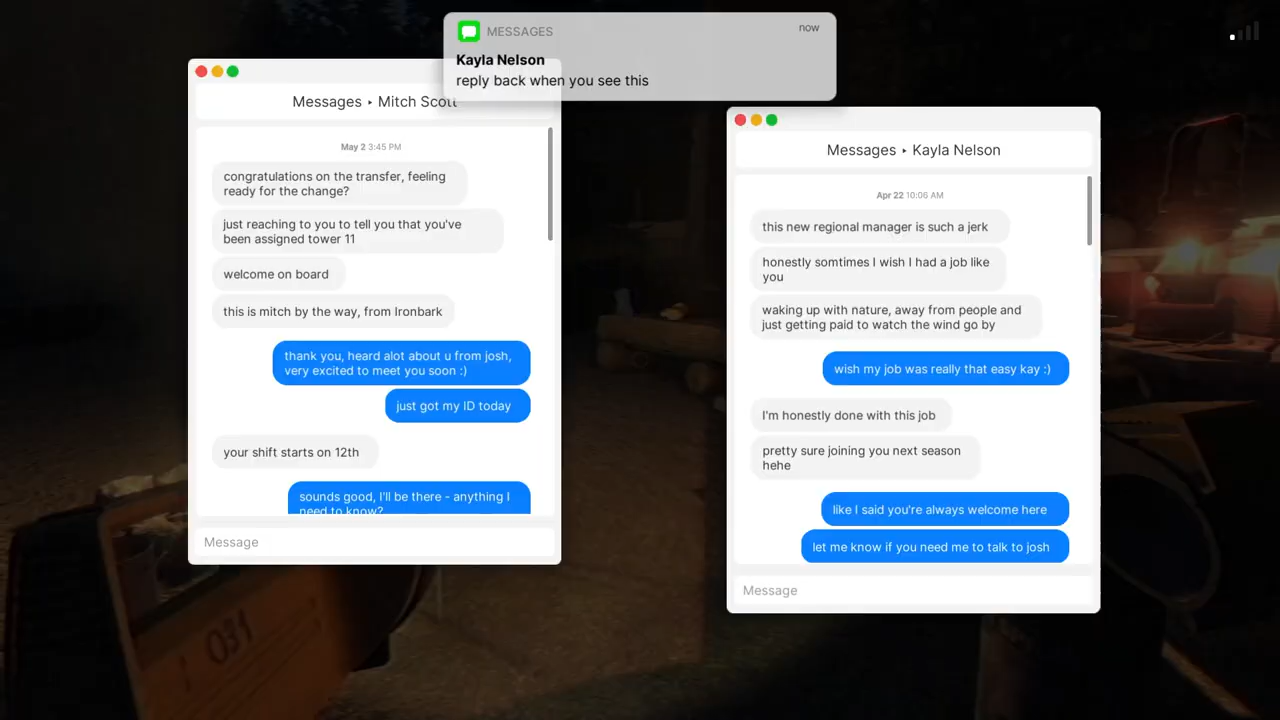 MESSAGES
now
Kayla Nelson
reply back when you see this
Messages ▸ Mitch Scott
May 2 3:45 PM
congratulations on the transfer, feeling
ready for the change?
just reaching to you to tell you that you've
been assigned tower 11
welcome on board
this is mitch by the way, from Ironbark
thank you, heard alot about u from josh,
very excited to meet you soon :)
just got my ID today
your shift starts on 12th
sounds good, I'll be there - anything I
need to know?
Message
Messages ▸ Kayla Nelson
Apr 22 10:06 AM
this new regional manager is such a jerk
honestly somtimes I wish I had a job like
you
waking up with nature, away from people and
just getting paid to watch the wind go by
wish my job was really that easy kay :)
I'm honestly done with this job
pretty sure joining you next season
hehe
like I said you're always welcome here
let me know if you need me to talk to josh
Message
031